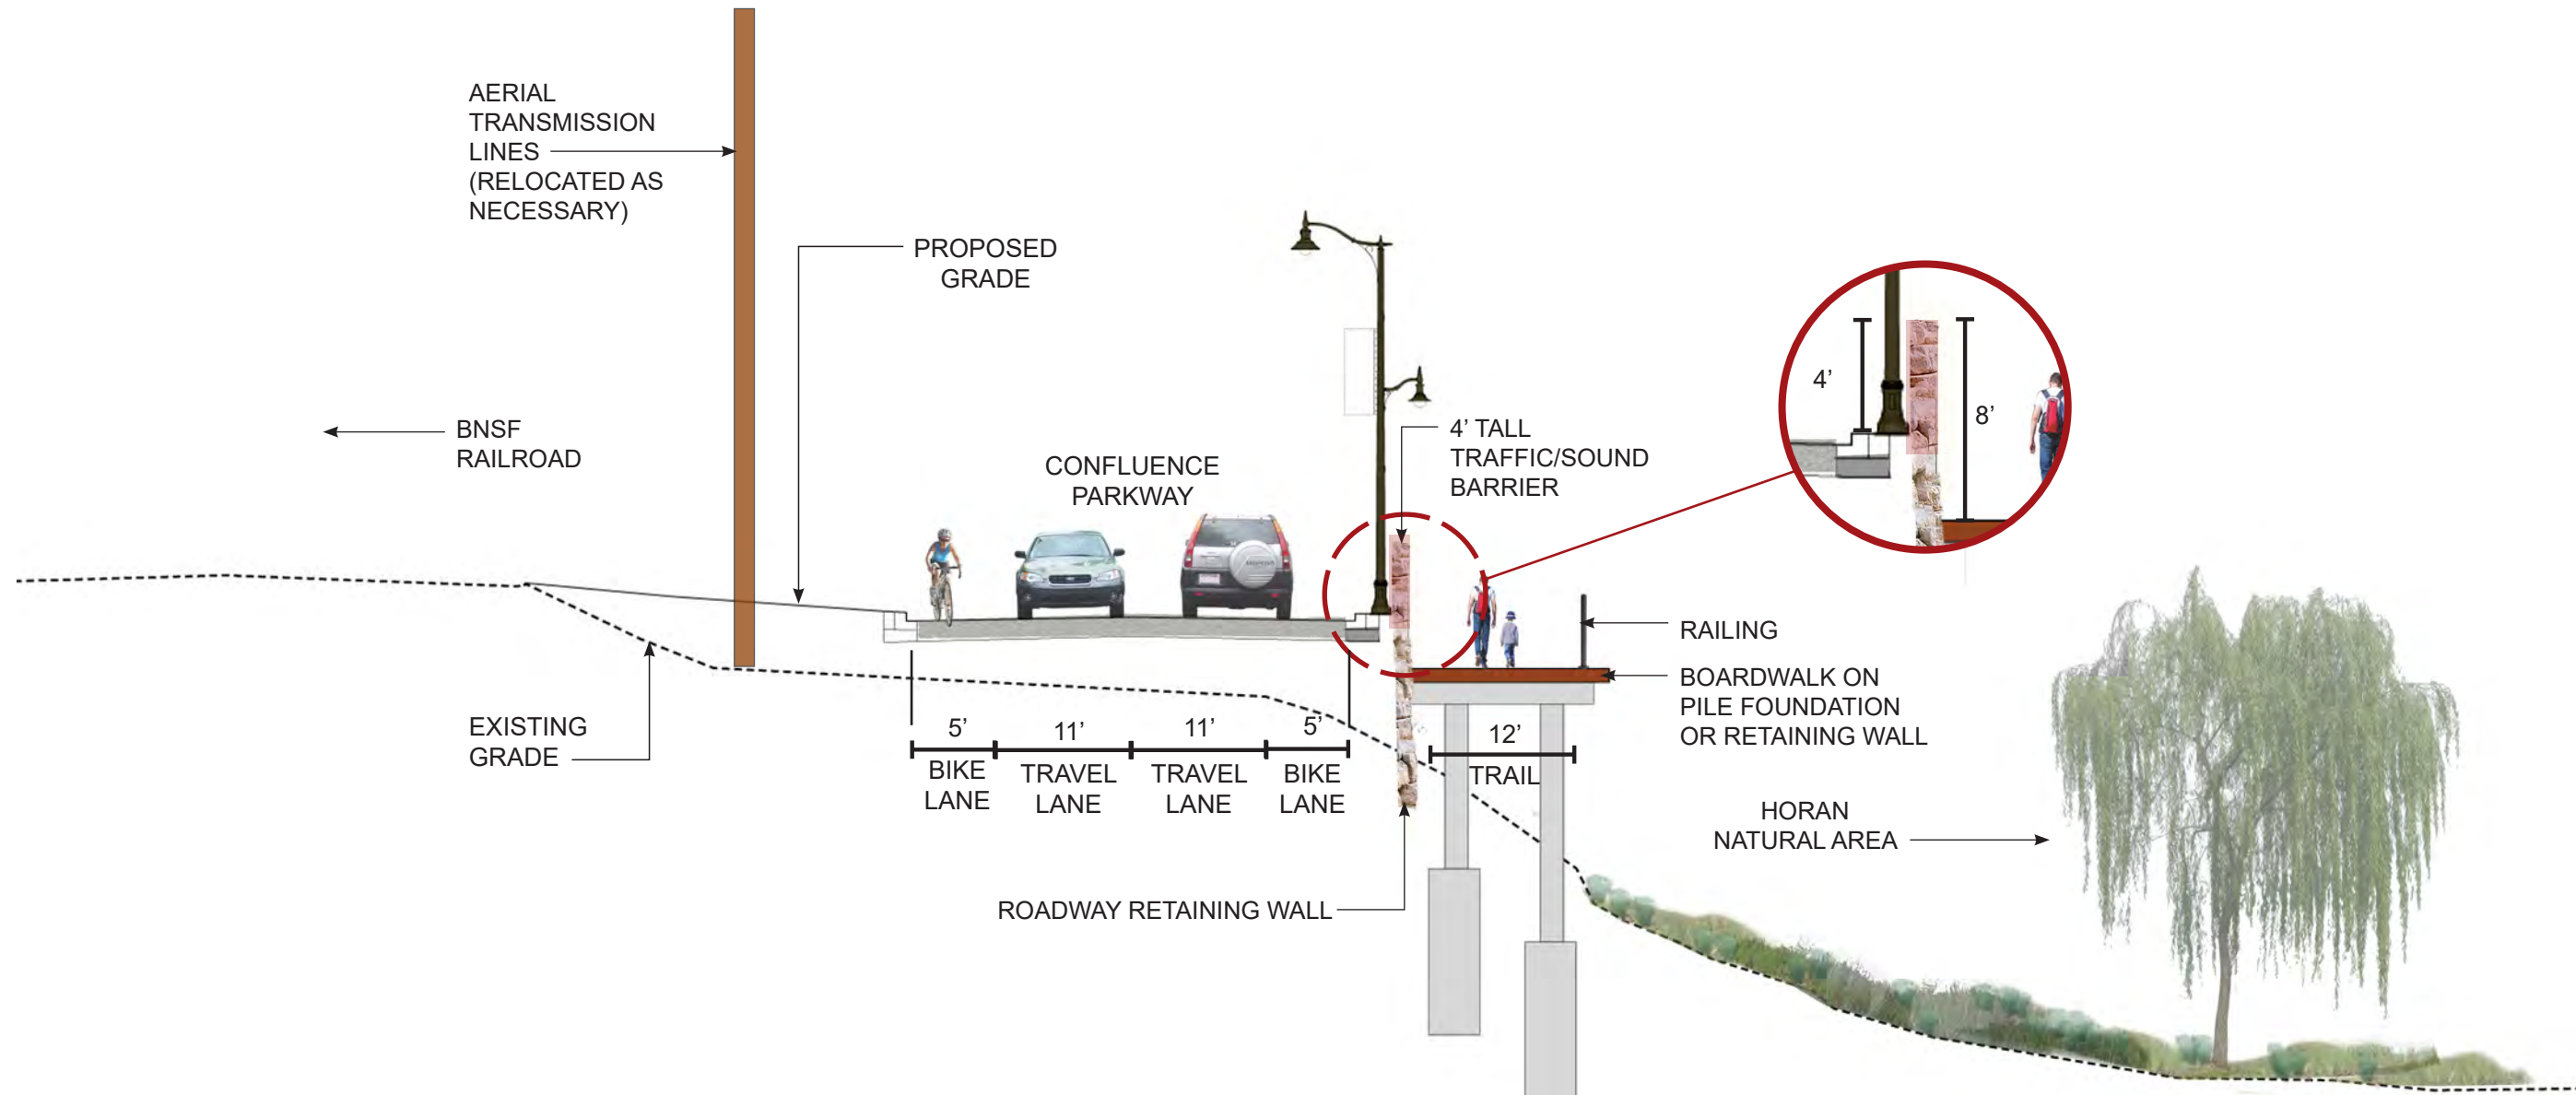 AERIAL
TRANSMISSION
LINES
(RELOCATED AS
NECESSARY)
PROPOSED
GRADE
BNSF
RAILROAD
CONFLUENCE
PARKWAY
4’ TALL
TRAFFIC/SOUND
BARRIER
4’
8’
RAILING
BOARDWALK ON
PILE FOUNDATION
OR RETAINING WALL
EXISTING
GRADE
5’
BIKE
LANE
11’
TRAVEL
LANE
11’
TRAVEL
LANE
5’
BIKE
LANE
12’
TRAIL
HORAN
NATURAL AREA
ROADWAY RETAINING WALL